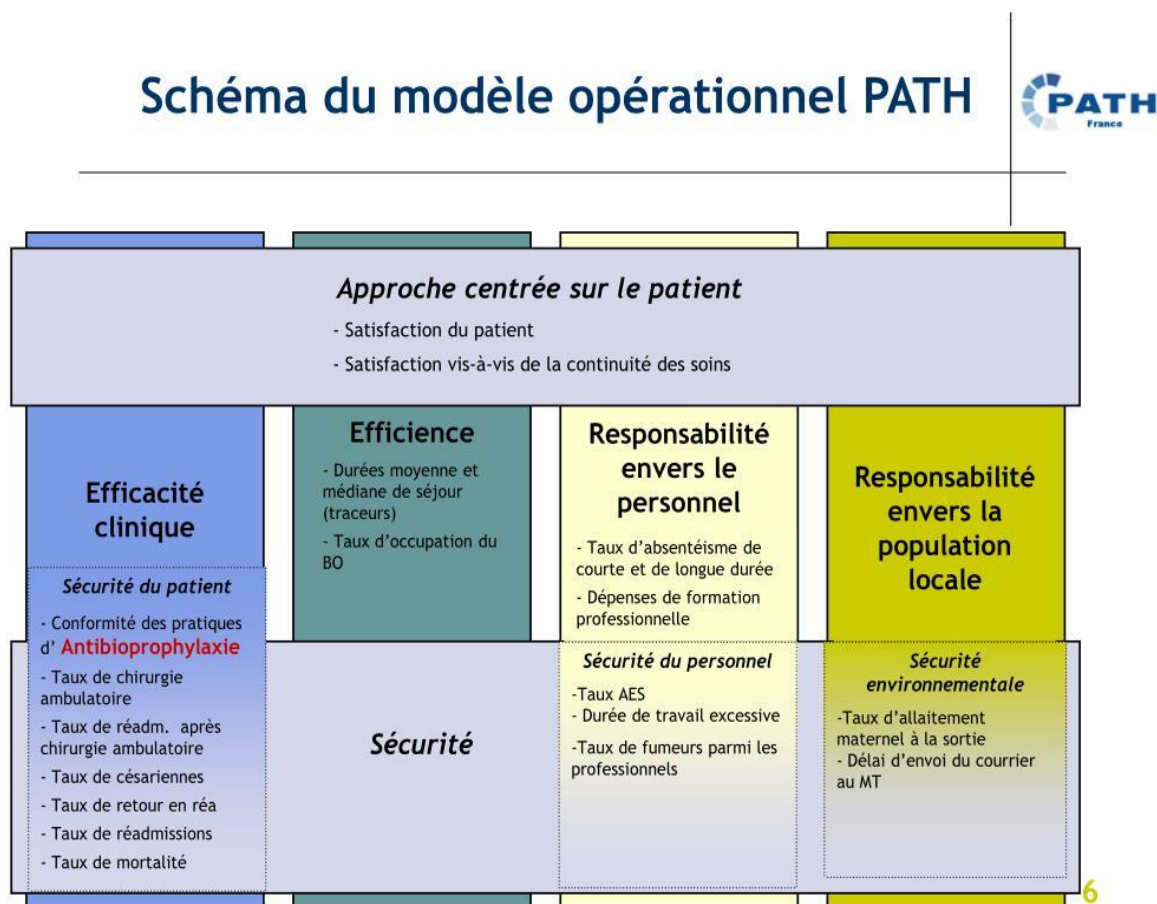 Schéma du modèle opérationnel PATH
PATH
France
Approche centrée sur le patient
- Satisfaction du patient
- Satisfaction vis-à-vis de la continuité des soins
Efficacité
clinique
Sécurité du patient
- Conformité des pratiques
d’ Antibioprophylaxie
- Taux de chirurgie
ambulatoire
- Taux de réadm. après
chirurgie ambulatoire
- Taux de césariennes
- Taux de retour en réa
- Taux de réadmissions
- Taux de mortalité
Efficience
- Durées moyenne et
médiane de séjour
(traceurs)
- Taux d’occupation du
BO
Sécurité
Responsabilité
envers le
personnel
- Taux d’absentéisme de
courte et de longue durée
- Dépenses de formation
professionnelle
Sécurité du personnel
-Taux AES
- Durée de travail excessive
-Taux de fumeurs parmi les
professionnels
Responsabilité
envers la
population
locale
Sécurité
environnementale
-Taux d’allaitement
maternel à la sortie
- Délai d’envoi du courrier
au MT
6